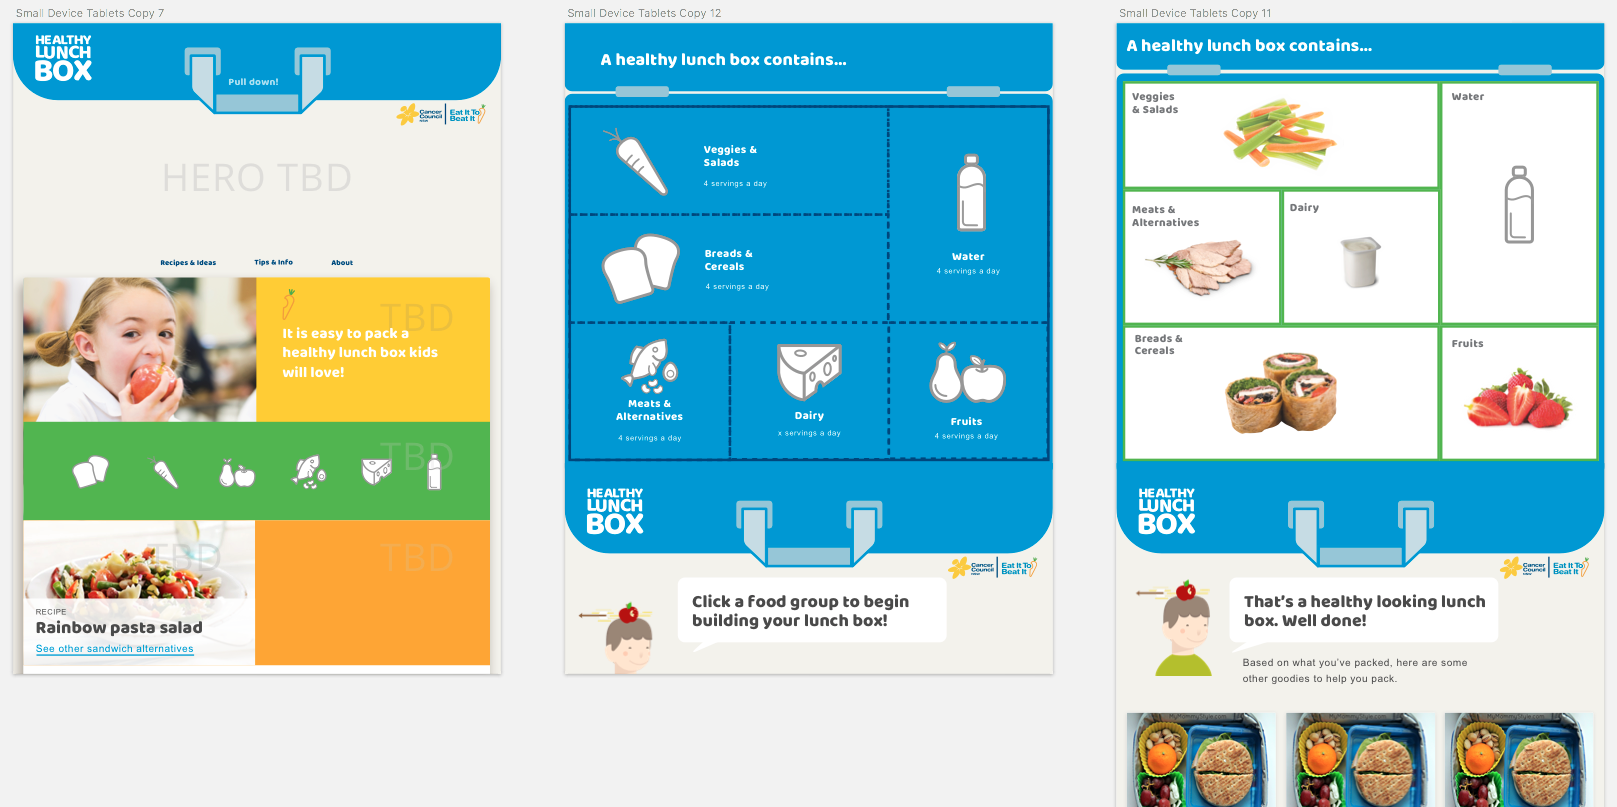 Small Device Tablets Copy 7
HEALTHY
LUNCH
BOX
Pull down!
Cancer
Council
Eat It To
Beat It
HERO TBD
Recipes & Ideas
Tips & Info
About
TBD
It is easy to pack a
healthy lunch box kids
will love!
TBD
TBD
TBD
RECIPE
Rainbow pasta salad
See other sandwich alternatives
Small Device Tablets Copy 12
A healthy lunch box contains...
Veggies &
Salads
4 servings a day
Breads &
Cereals
4 servings a day
Water
4 servings a day
Meats &
Alternatives
4 servings a day
Dairy
x servings a day
Fruits
4 servings a day
HEALTHY
LUNCH
BOX
Cancer
Council
Eat It To
Beat It
Click a food group to begin
building your lunch box!
Small Device Tablets Copy 11
A healthy lunch box contains...
Veggies
& Salads
Water
Meats &
Alternatives
Dairy
Breads &
Cereals
Fruits
HEALTHY
LUNCH
BOX
Cancer
Council
Eat It To
Beat It
That's a healthy looking lunch
box. Well done!
Based on what you've packed, here are some
other goodies to help you pack.
MyMommyStyle.com
MyMommyStyle.com
MyMommyStyle.com